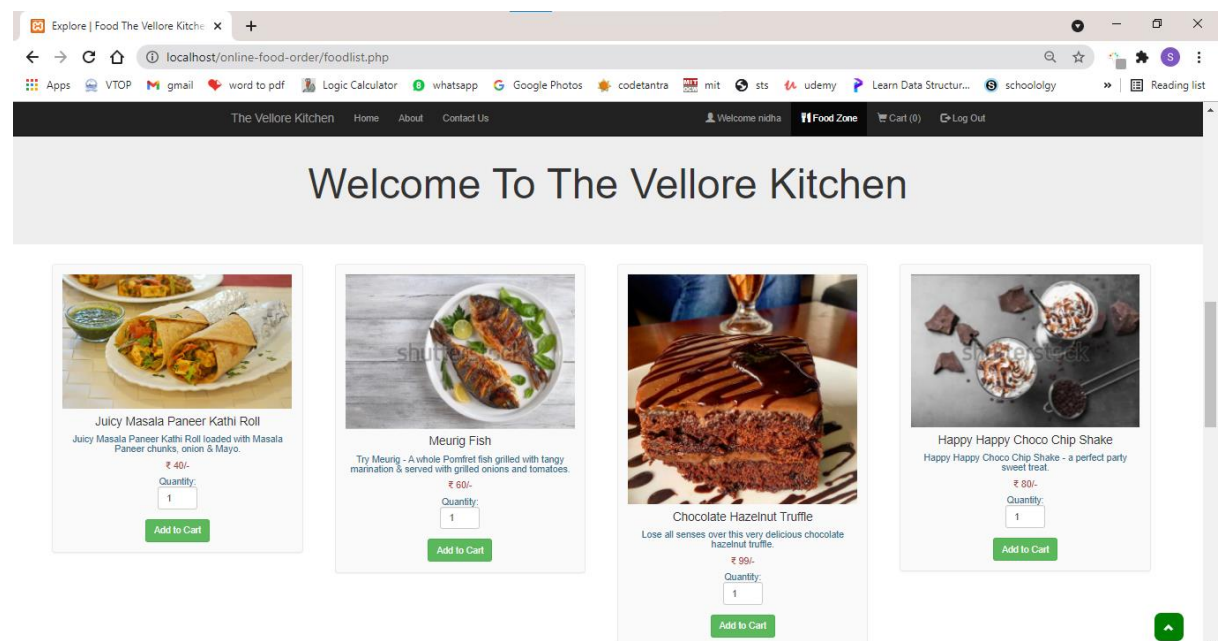 Explore | Food The Vellore Kitche
localhost/online-food-order/foodlist.php
S
Apps VTOP gmail word to pdf Logic Calculator whatsapp Google Photos codetantra mit sts udemy Learn Data Structur... schoololgy » Reading list
The Vellore Kitchen Home About Contact Us Welcome nidha Food Zone Cart (0) Log Out
Welcome To The Vellore Kitchen
Juicy Masala Paneer Kathi Roll
Juicy Masala Paneer Kathi Roll loaded with Masala
Paneer chunks, onion & Mayo.
₹ 40/-
Quantity:
1
Add to Cart
shutterstock
Meurig Fish
Try Meurig - A whole Pomfret fish grilled with tangy
marination & served with grilled onions and tomatoes.
₹ 60/-
Quantity:
1
Add to Cart
Chocolate Hazelnut Truffle
Lose all senses over this very delicious chocolate
hazelnut truffle.
₹ 99/-
Quantity:
1
Add to Cart
shutterstock
Happy Happy Choco Chip Shake
Happy Happy Choco Chip Shake - a perfect party
sweet treat.
₹ 80/-
Quantity:
1
Add to Cart